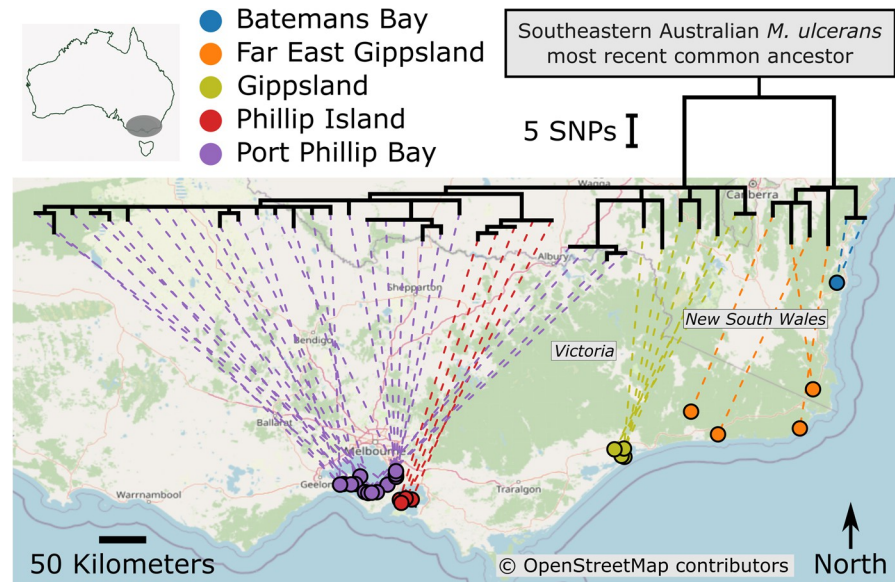 Batemans Bay
Far East Gippsland
Gippsland
Phillip Island
Port Phillip Bay
Southeastern Australian M. ulcerans
most recent common ancestor
5 SNPs
Wagga
Canberra
Albury
Shepparton
New South Wales
Victoria
Bendigo
Ballarat
Melbourne
Geelong
Warrnambool
Traralgon
50 Kilometers
© OpenStreetMap contributors
North